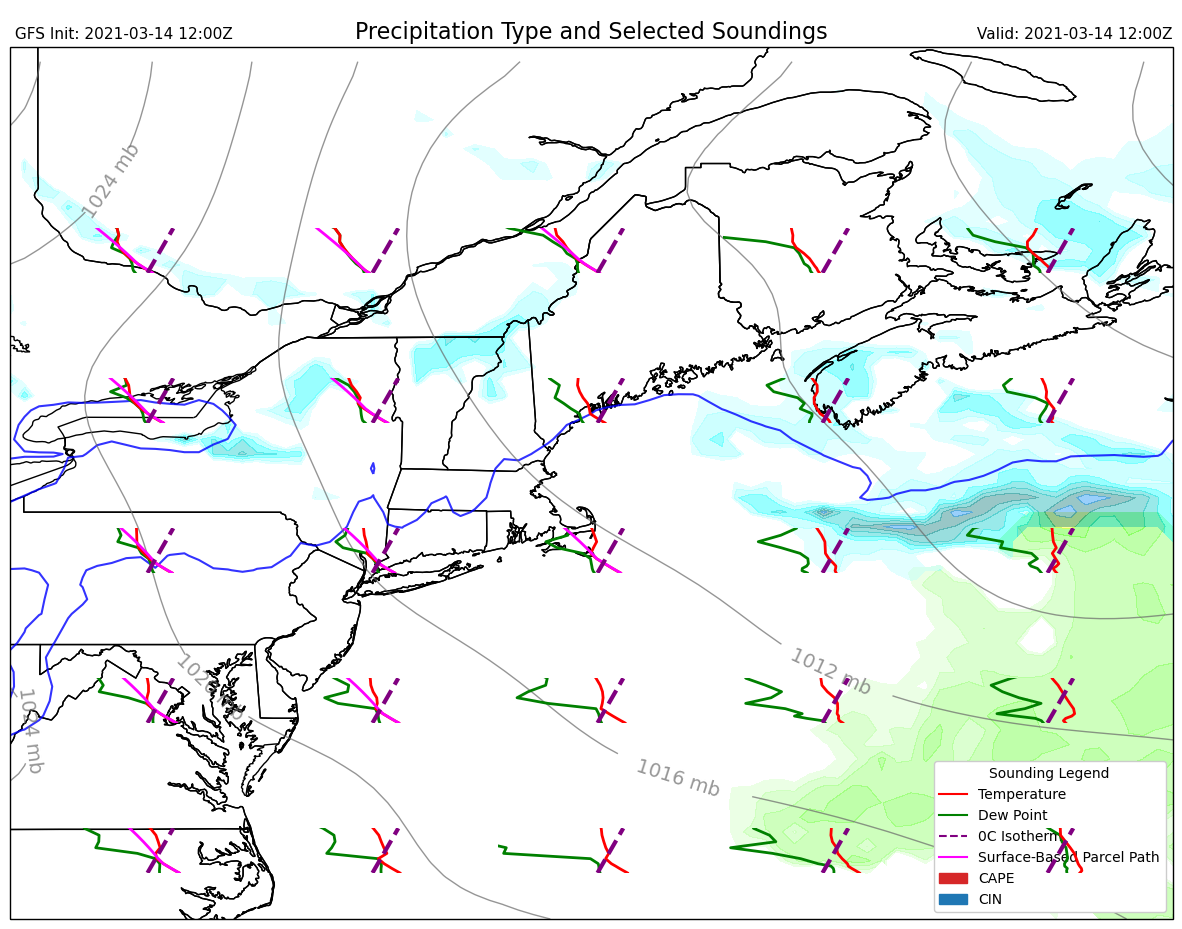 GFS Init: 2021-03-14 12:00Z
Precipitation Type and Selected Soundings
Valid: 2021-03-14 12:00Z
1024 mb
1020 mb
1024 mb
1012 mb
1016 mb
Sounding Legend
Temperature
Dew Point
0C Isotherm
Surface-Based Parcel Path
CAPE
CIN